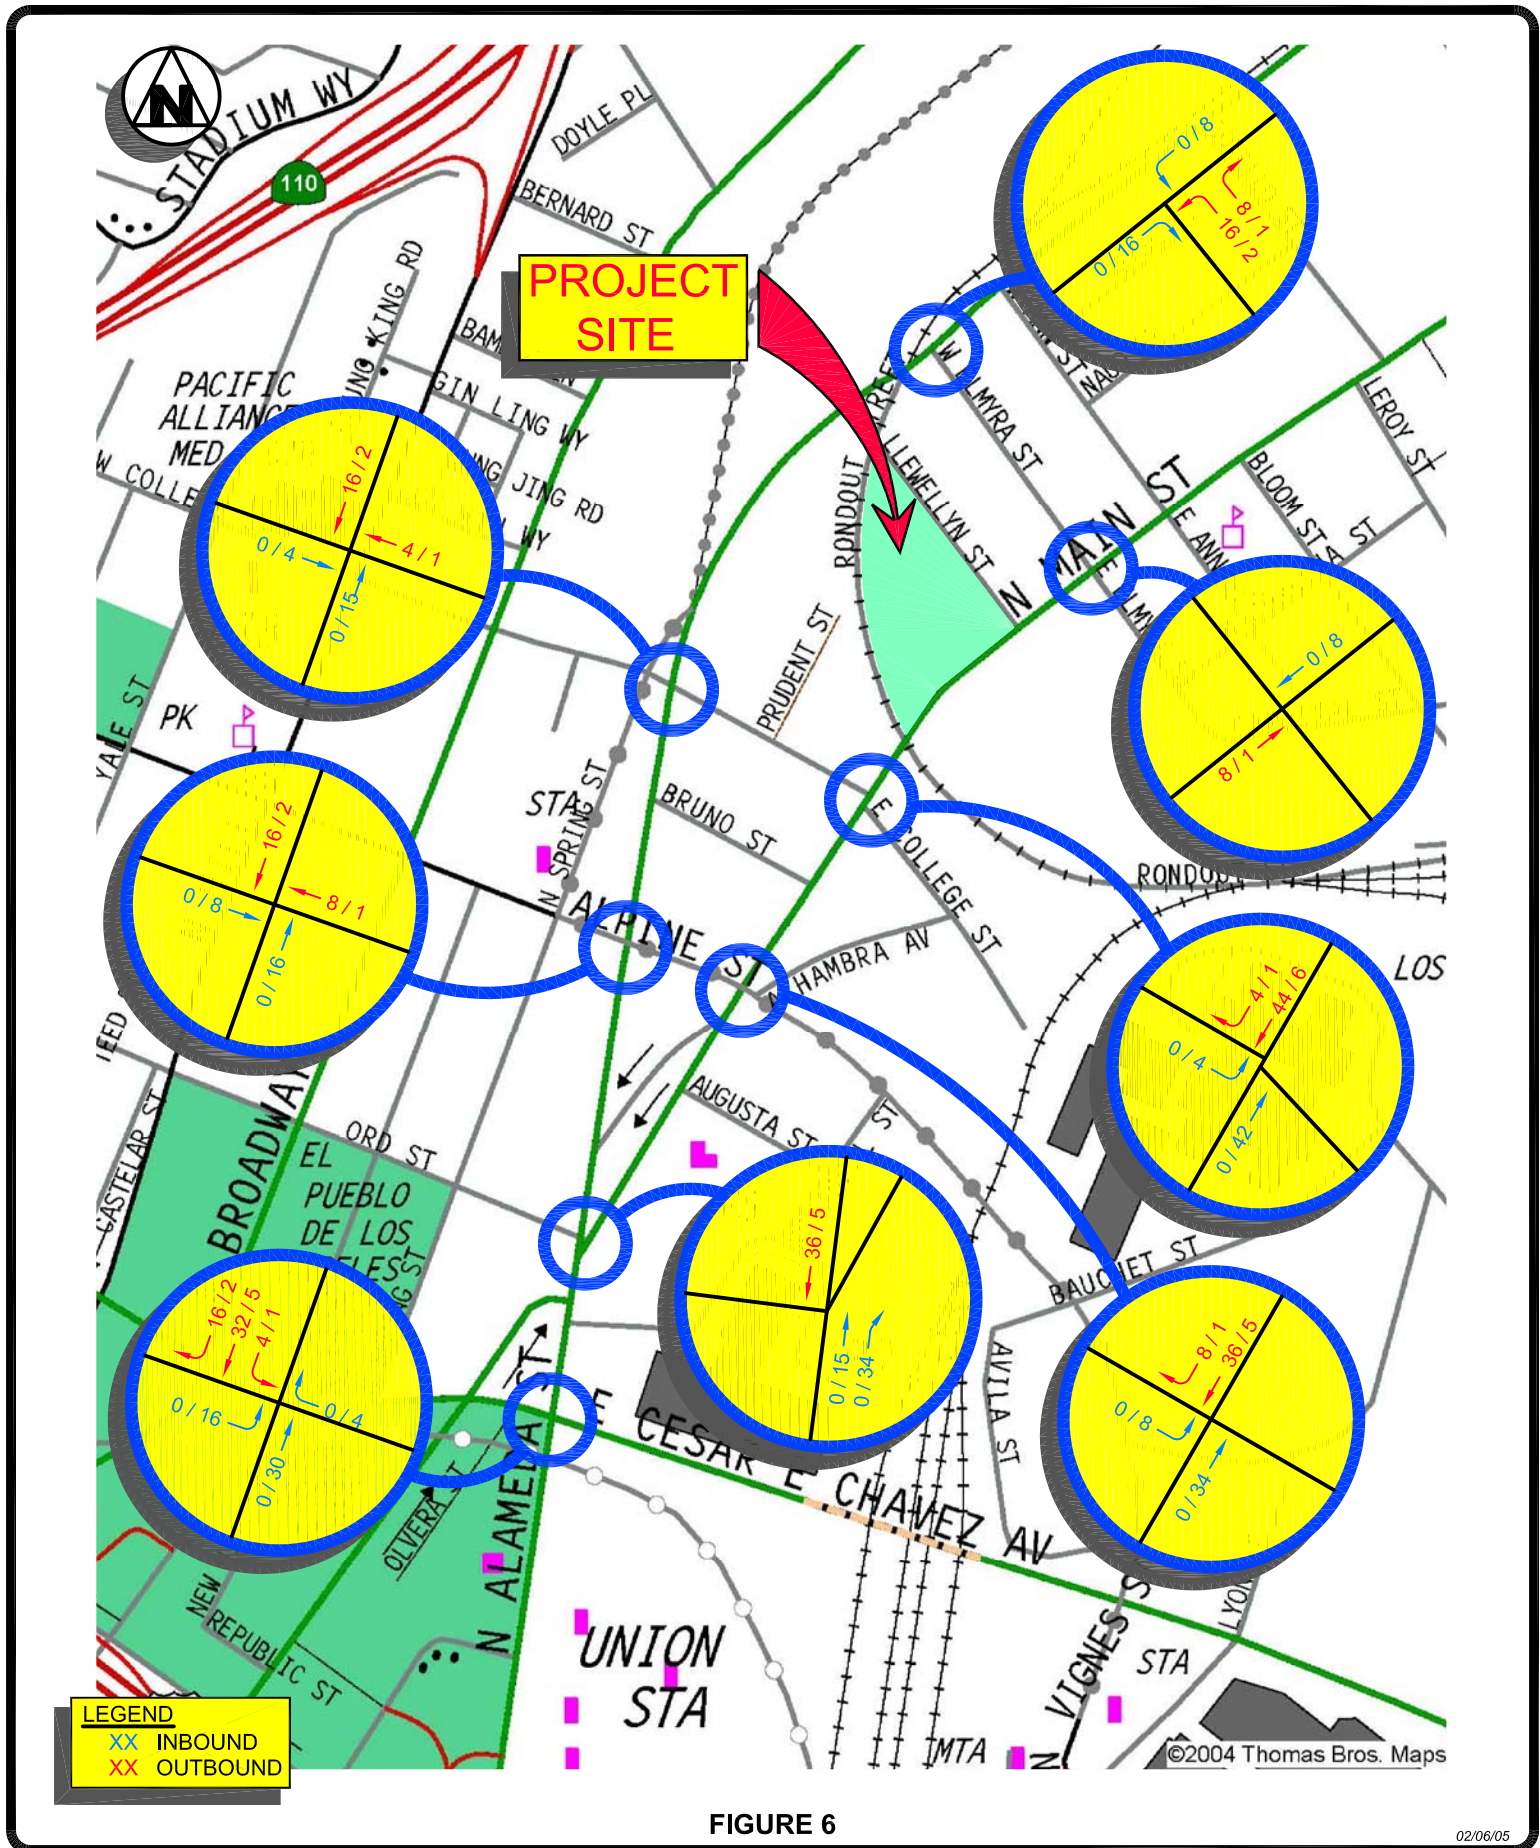 N
STADIUM WY
110
DOYLE PL
BERNARD ST
PROJECT
SITE
0 / 8
8 / 1
16 / 2
0 / 16
KING RD
GIN LING WY
JING RD
WY
PACIFIC
MED
16 / 2
0 / 4
4 / 1
0 / 15
RONDOUT
LLEWELLYN ST
W
ST
LEROY ST
BLOOM ST
ST
N MAIN ST
E ANN
0 / 8
8 / 1
YALE ST
PK
PRUDENT ST
STA
N SPRING ST
BRUNO ST
E COLLEGE ST
ALPINE ST
16 / 2
0 / 8
8 / 1
0 / 16
LOS
4 / 1
44 / 6
0 / 4
0 / 42
BROADWAY
CASTELAR ST
ORD ST
EL
PUEBLO
DE LOS
AUGUSTA ST
ST
36 / 5
0 / 15
0 / 34
BAUCHET ST
AVILA ST
8 / 1
36 / 5
0 / 8
0 / 34
16 / 2
32 / 5
4 / 1
0 / 16
0 / 4
0 / 30
E CESAR E CHAVEZ AV
N ALAMEDA ST
OLVERA ST
NEW
REPUBLIC ST
UNION
STA
VIGNES S
STA
LYON
MTA
N
©2004 Thomas Bros. Maps
LEGEND
XX INBOUND
XX OUTBOUND
FIGURE 6
02/06/05